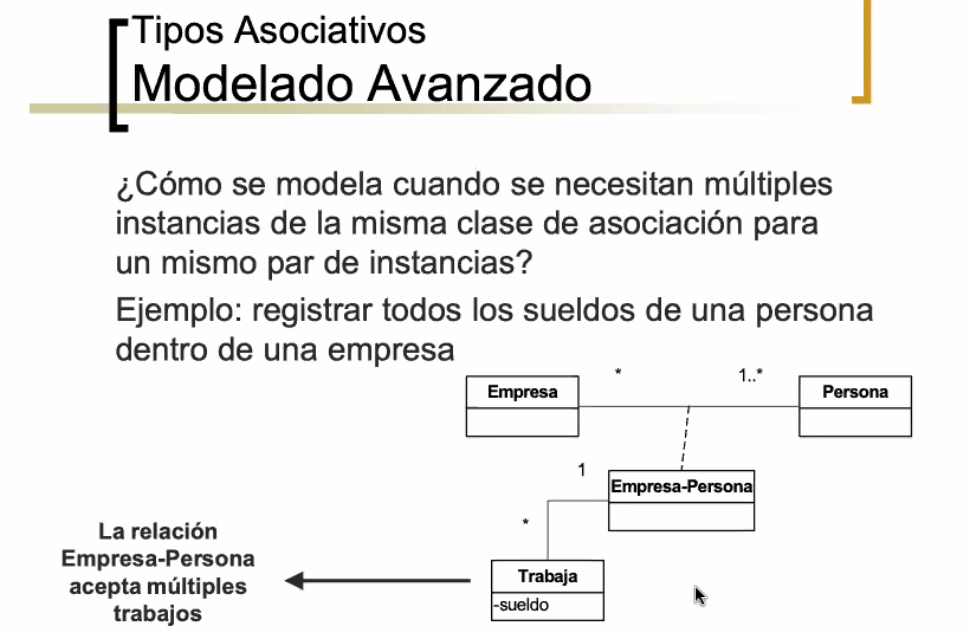 Tipos Asociativos
Modelado Avanzado
¿Cómo se modela cuando se necesitan múltiples
instancias de la misma clase de asociación para
un mismo par de instancias?
Ejemplo: registrar todos los sueldos de una persona
dentro de una empresa
* 1..*
Empresa Persona
1
Empresa-Persona
*
La relación
Empresa-Persona
acepta múltiples
trabajos
Trabaja
-sueldo